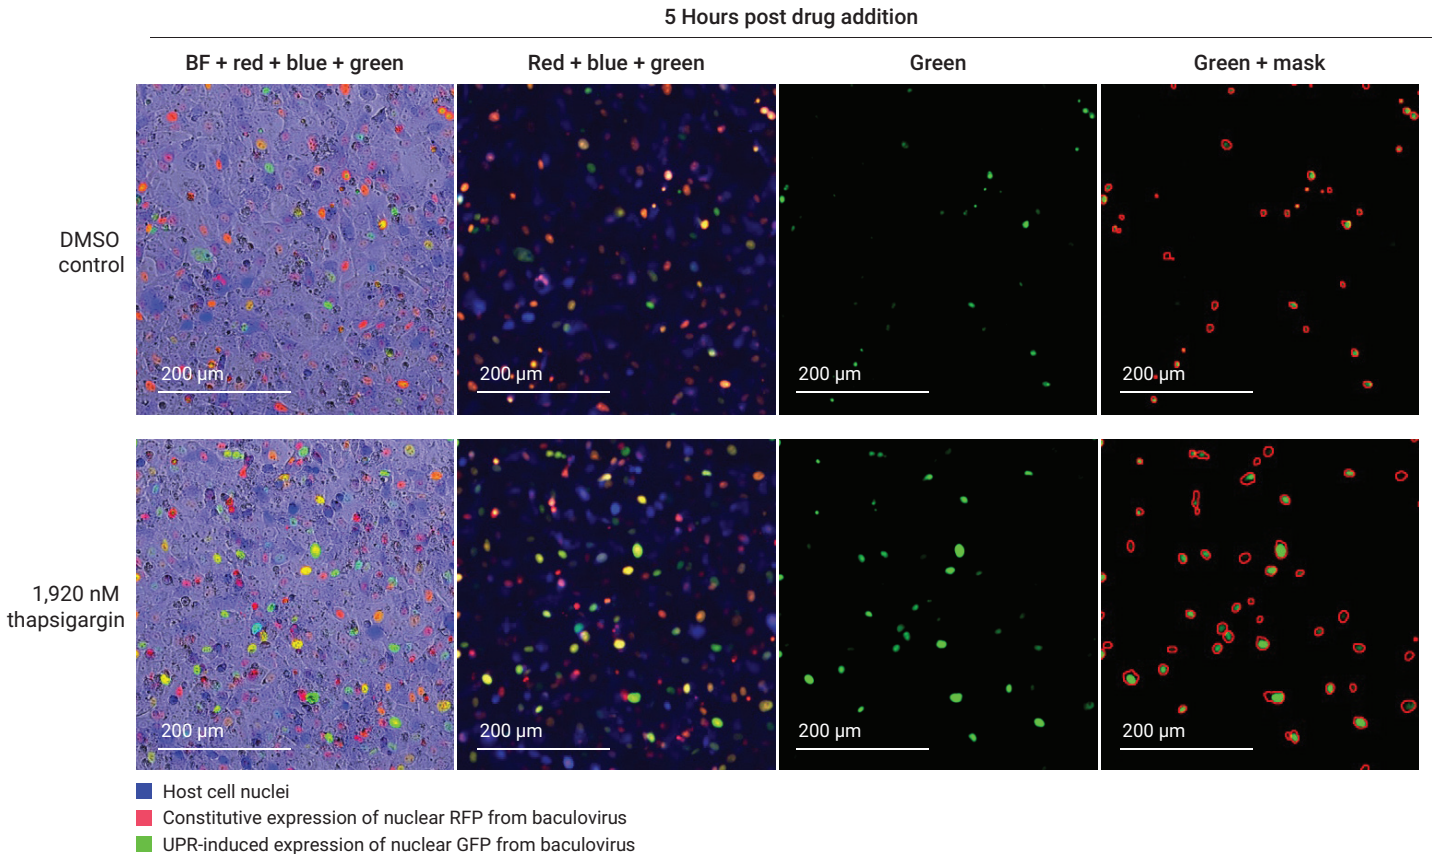 5 Hours post drug addition
BF + red + blue + green
Red + blue + green
Green
Green + mask
DMSO
control
200 µm
200 µm
200 µm
200 µm
1,920 nM
thapsigargin
200 µm
200 µm
200 µm
200 µm
Host cell nuclei
Constitutive expression of nuclear RFP from baculovirus
UPR-induced expression of nuclear GFP from baculovirus